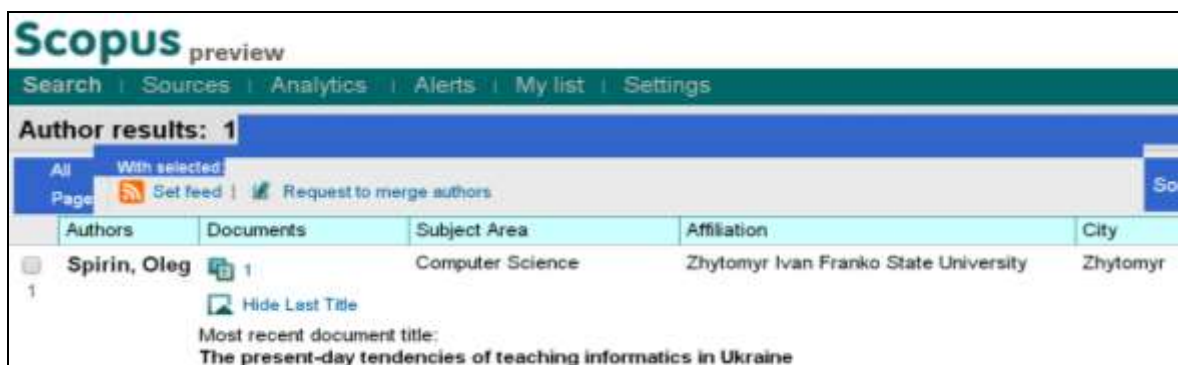 Scopus preview
Search | Sources | Analytics | Alerts | My list | Settings
Author results: 1
All With selected:
Page Set feed | Request to merge authors So
Authors Documents Subject Area Affiliation City
Spirin, Oleg 1 Computer Science Zhytomyr Ivan Franko State University Zhytomyr
1
Hide Last Title
Most recent document title:
The present-day tendencies of teaching informatics in Ukraine